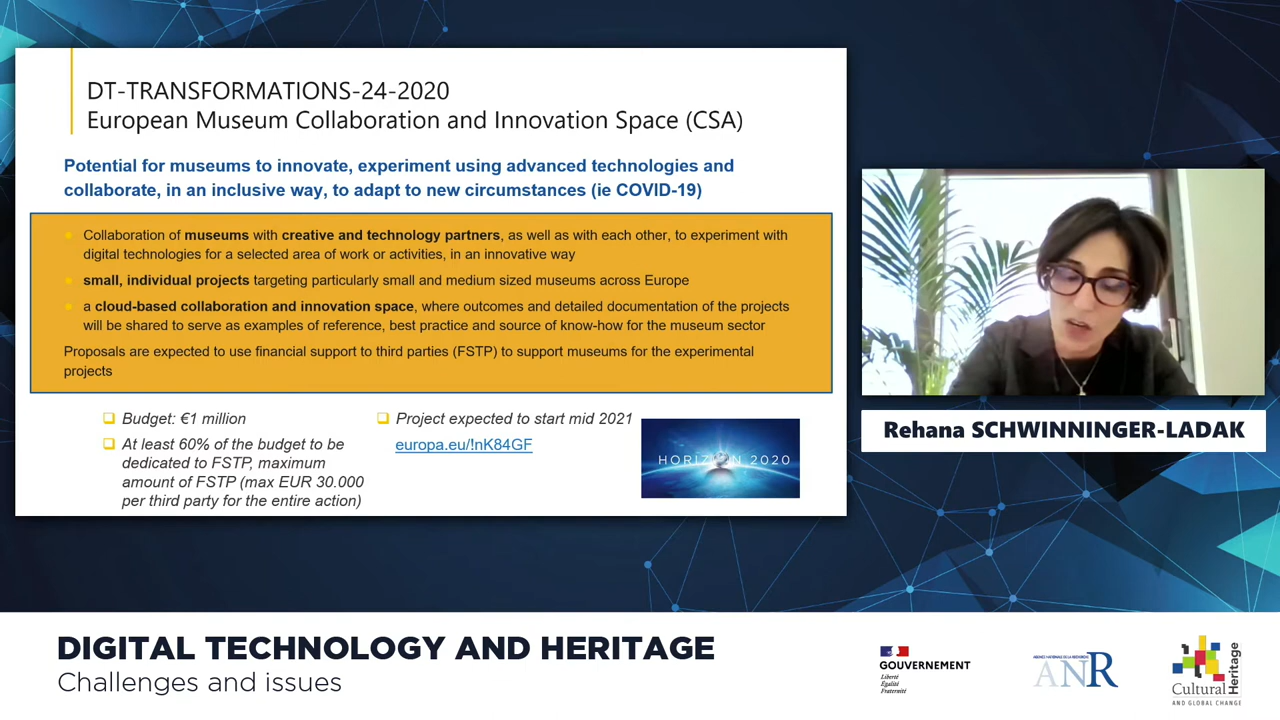 DT-TRANSFORMATIONS-24-2020
European Museum Collaboration and Innovation Space (CSA)
Potential for museums to innovate, experiment using advanced technologies and
collaborate, in an inclusive way, to adapt to new circumstances (ie COVID-19)
Collaboration of museums with creative and technology partners, as well as with each other, to experiment with
digital technologies for a selected area of work or activities, in an innovative way
small, individual projects targeting particularly small and medium sized museums across Europe
a cloud-based collaboration and innovation space, where outcomes and detailed documentation of the projects
will be shared to serve as examples of reference, best practice and source of know-how for the museum sector
Proposals are expected to use financial support to third parties (FSTP) to support museums for the experimental
projects
Budget: €1 million
At least 60% of the budget to be
dedicated to FSTP, maximum
amount of FSTP (max EUR 30.000
per third party for the entire action)
Project expected to start mid 2021
europa.eu/!nK84GF
HORIZON 2020
Rehana SCHWINNINGER-LADAK
DIGITAL TECHNOLOGY AND HERITAGE
Challenges and issues
GOUVERNEMENT
Liberté
Égalité
Fraternité
AGENCE NATIONALE DE LA RECHERCHE
ANR
Cultural
Heritage
AND GLOBAL CHANGE